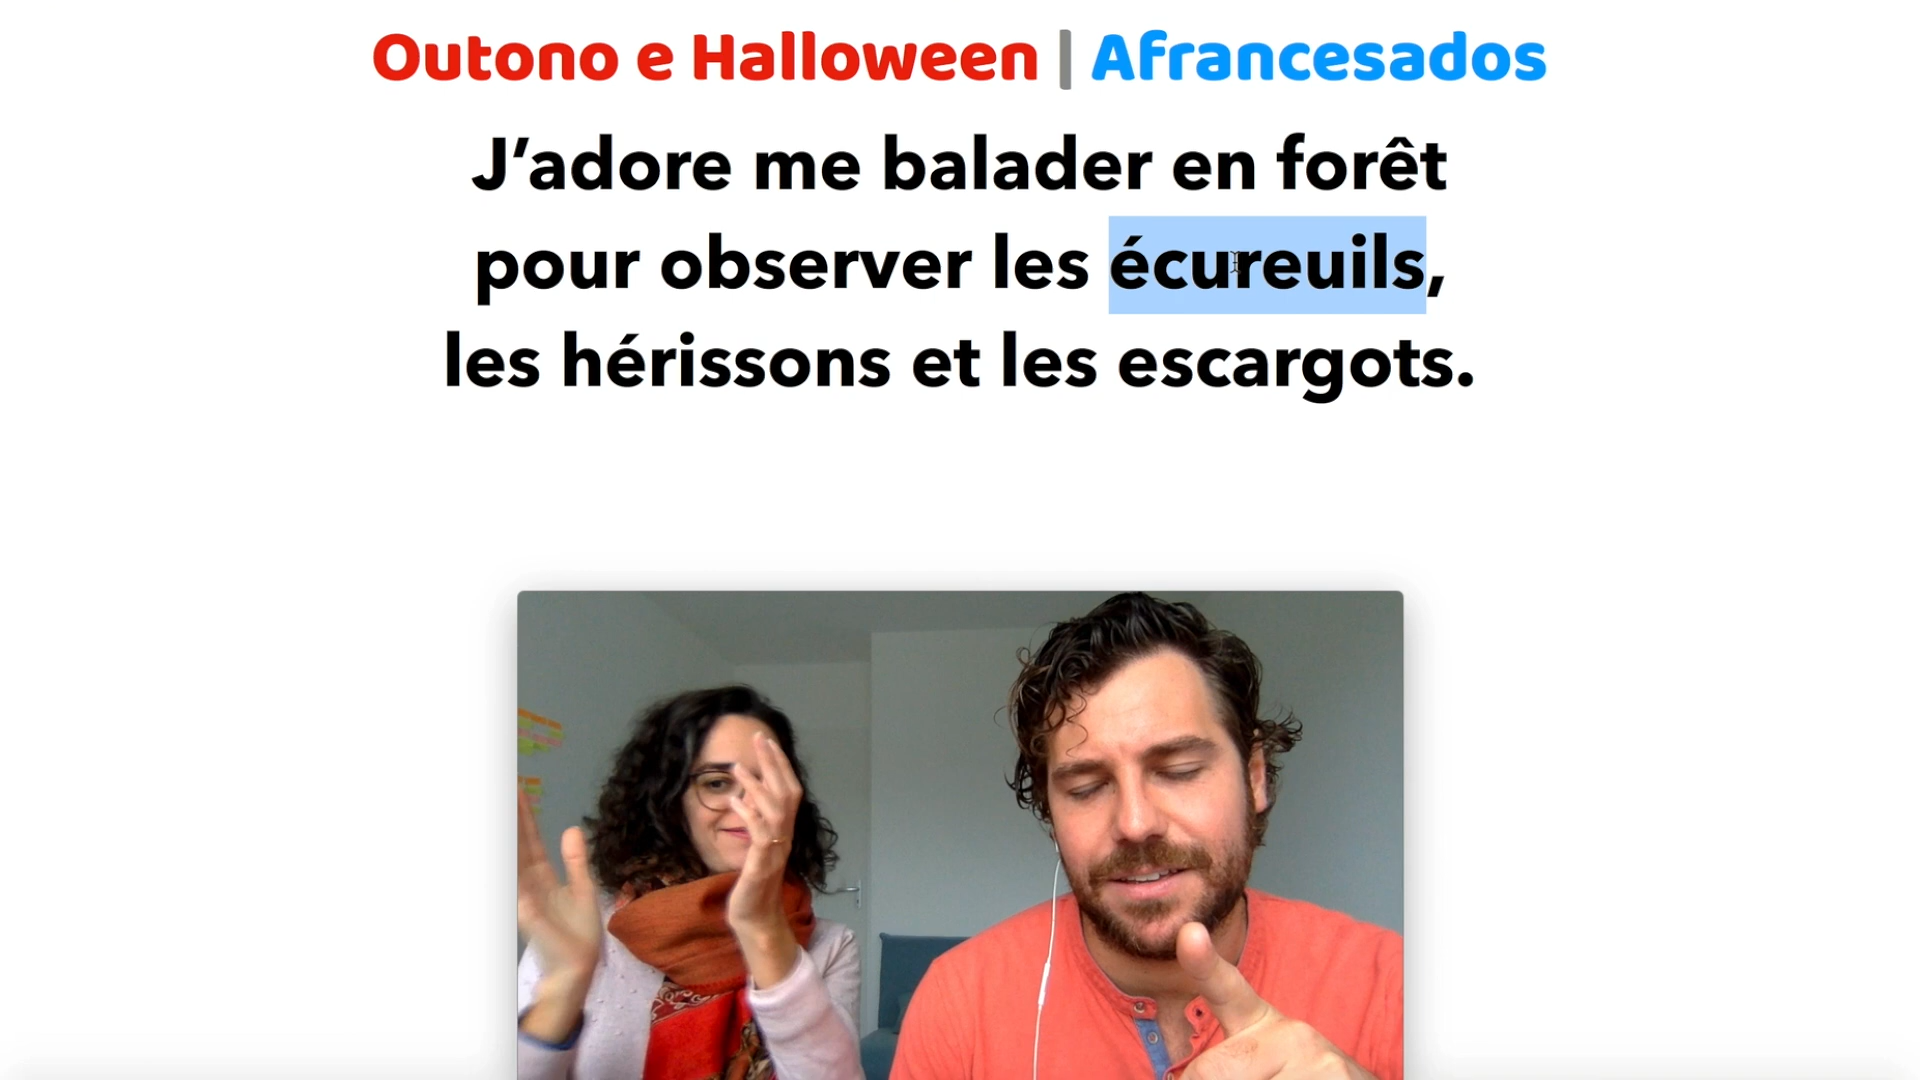 Outono e Halloween | Afrancesados
J’adore me balader en forêt
pour observer les écureuils,
les hérissons et les escargots.